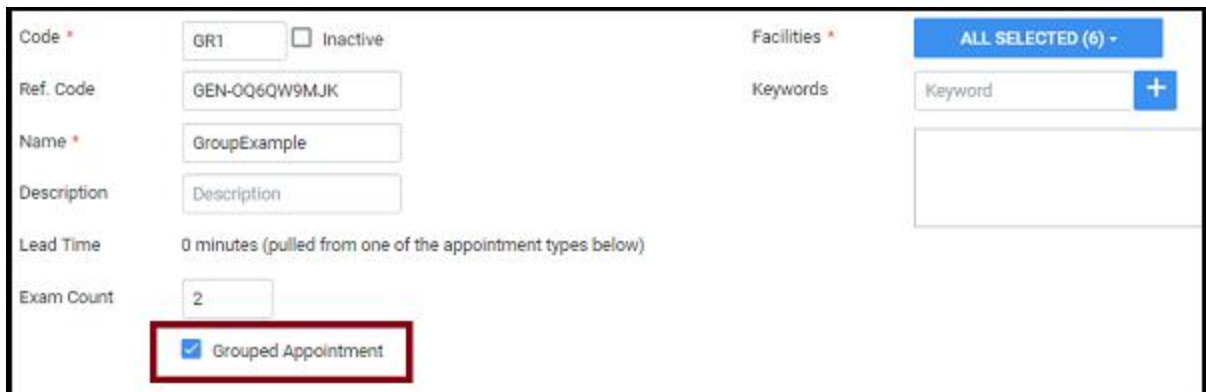 Code * GR1 Inactive Facilities * ALL SELECTED (6)
Ref. Code GEN-OQ6QW9MJK Keywords Keyword +
Name * GroupExample
Description Description
Lead Time 0 minutes (pulled from one of the appointment types below)
Exam Count 2
Grouped Appointment